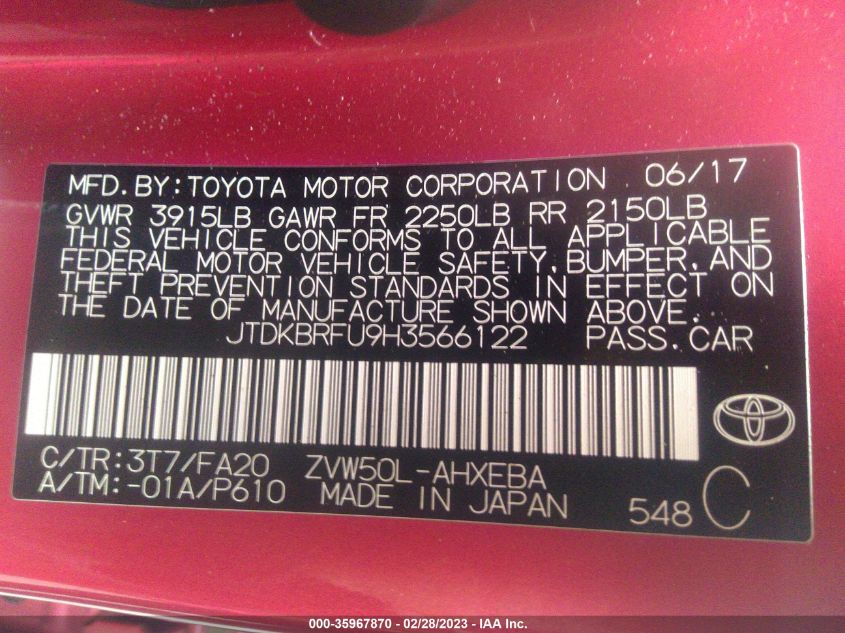 MFD.BY:TOYOTA MOTOR CORPORATION 06/17
GVWR 3915LB GAWR FR 2250LB RR 2150LB
THIS VEHICLE CONFORMS TO ALL APPLICABLE
FEDERAL MOTOR VEHICLE SAFETY,BUMPER,AND
THEFT PREVENTION STANDARDS IN EFFECT ON
THE DATE OF MANUFACTURE SHOWN ABOVE.
JTDKBRFU9H3566122 PASS.CAR
C/TR:3T7/FA20 ZVW50L-AHXEBA
A/TM:-01A/P610 MADE IN JAPAN 548 C
000-35967870 - 02/28/2023 - IAA Inc.